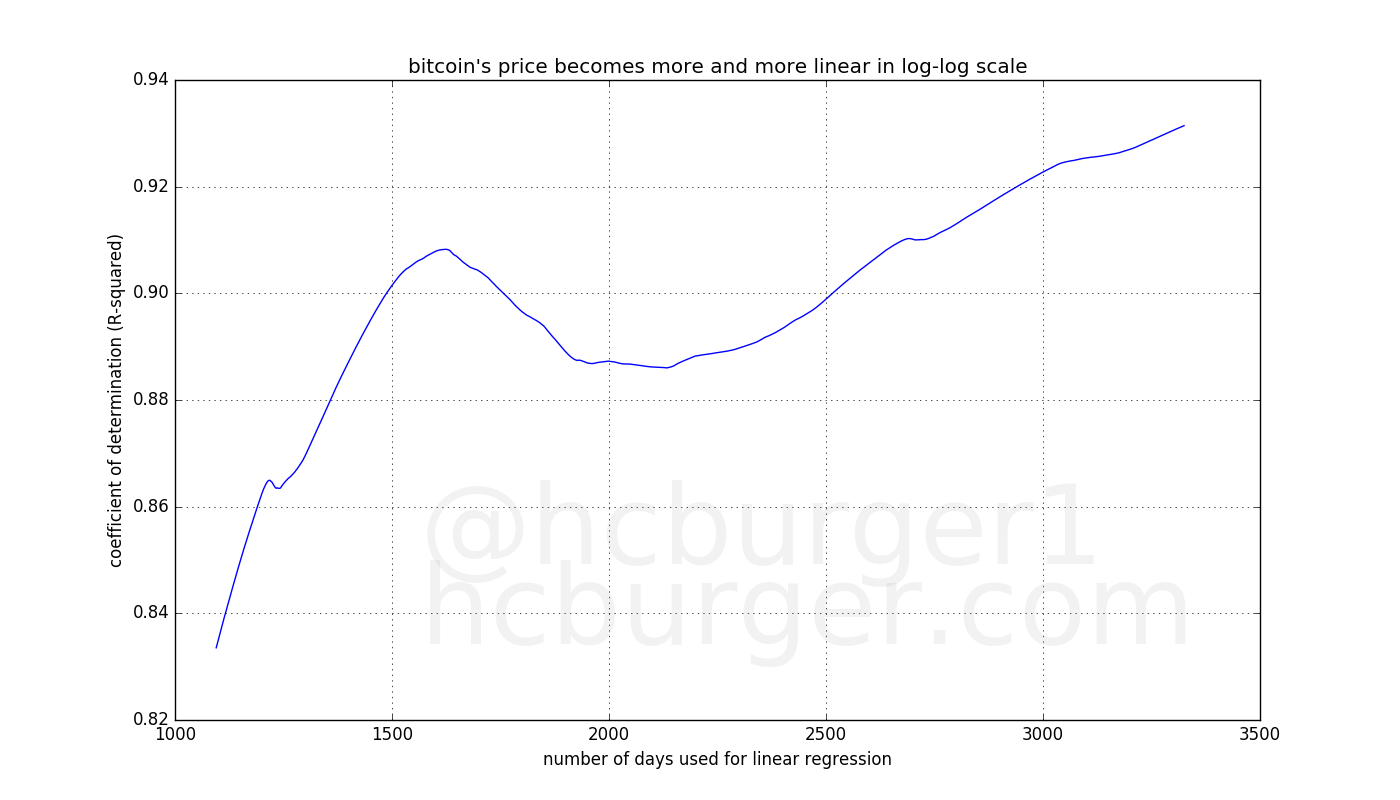 bitcoin's price becomes more and more linear in log-log scale
0.94
0.92
0.90
0.88
0.86
0.84
0.82
coefficient of determination (R-squared)
@hcburger1
hcburger.com
1000 1500 2000 2500 3000 3500
number of days used for linear regression